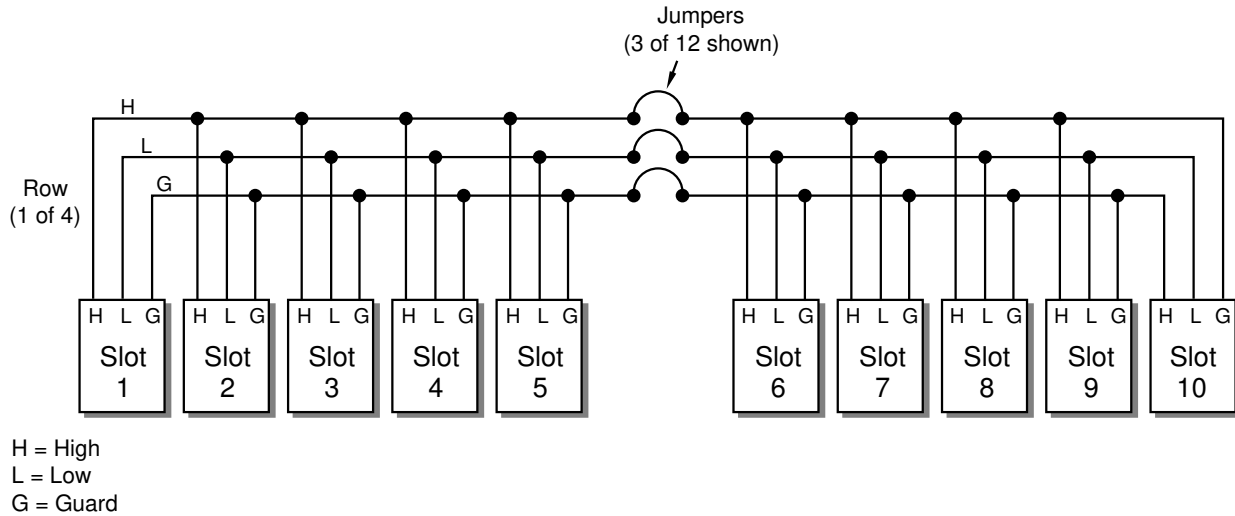 Jumpers
(3 of 12 shown)
H
L
G
Row
(1 of 4)
H L G H L G H L G H L G H L G H L G H L G H L G H L G H L G
Slot Slot Slot Slot Slot Slot Slot Slot Slot Slot
1 2 3 4 5 6 7 8 9 10
H = High
L = Low
G = Guard